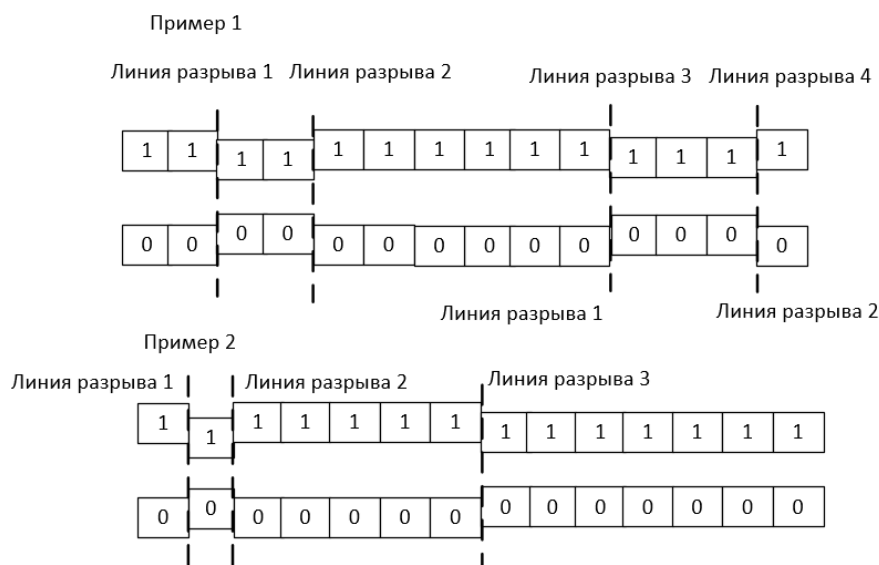 Пример 1
Линия разрыва 1 Линия разрыва 2 Линия разрыва 3 Линия разрыва 4
1 1 1 1 1 1 1 1 1 1 1 1 1 1
0 0 0 0 0 0 0 0 0 0 0 0 0 0
Линия разрыва 1 Линия разрыва 2
Пример 2
Линия разрыва 1 Линия разрыва 2 Линия разрыва 3
1 1 1 1 1 1 1 1 1 1 1 1 1 1
0 0 0 0 0 0 0 0 0 0 0 0 0 0